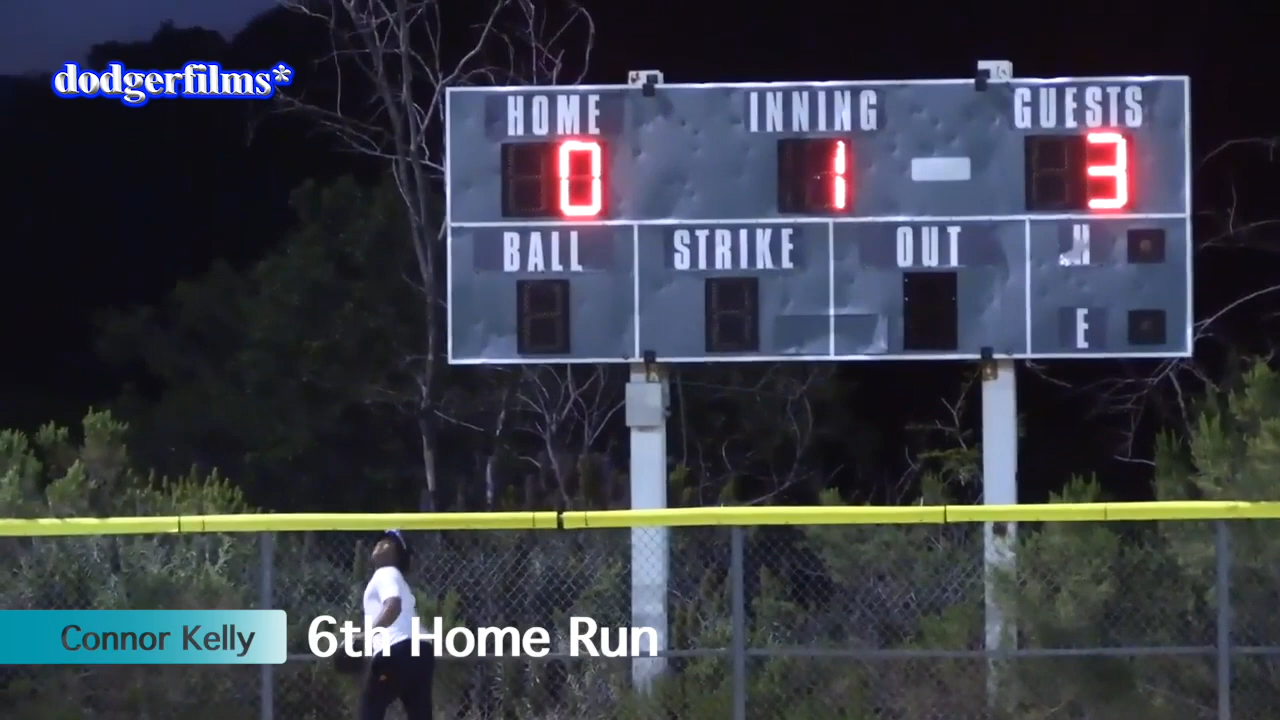 dodgerfilms*
HOME INNING GUESTS
0 1 3
BALL STRIKE OUT H
E
Connor Kelly 6th Home Run